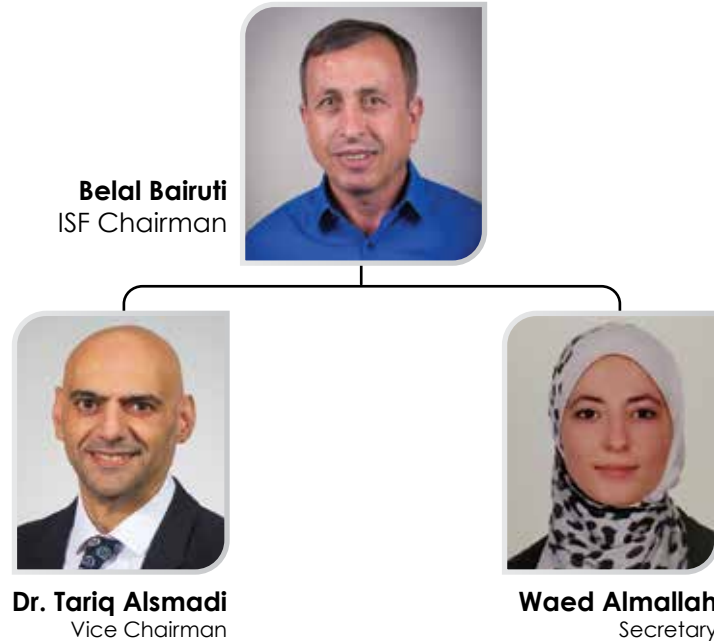 Belal Bairuti
ISF Chairman
Dr. Tariq Alsmadi
Vice Chairman
Waed Almallah
Secretary